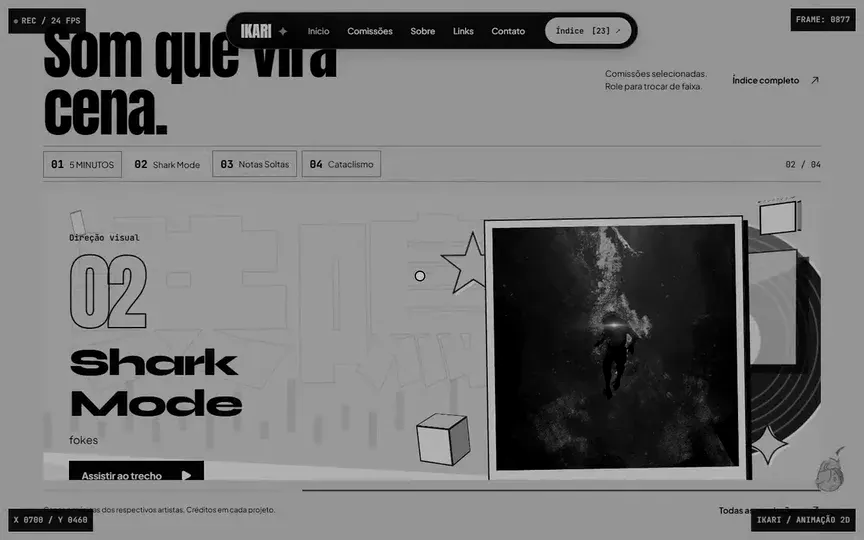 REC / 24 FPS
IKARI
Início
Comissões
Sobre
Links
Contato
Índice [23] ↗
FRAME: 0877
Som que vira
cena.
Comissões selecionadas.
Role para trocar de faixa.
Índice completo
01 5 MINUTOS
02 Shark Mode
03 Notas Soltas
04 Cataclismo
02 / 04
Direção visual
02
Shark
Mode
fokes
Assistir ao trecho
respectivos artistas. Créditos em cada projeto.
Todas as
X 0700 / Y 0460
IKARI / ANIMAÇÃO 2D